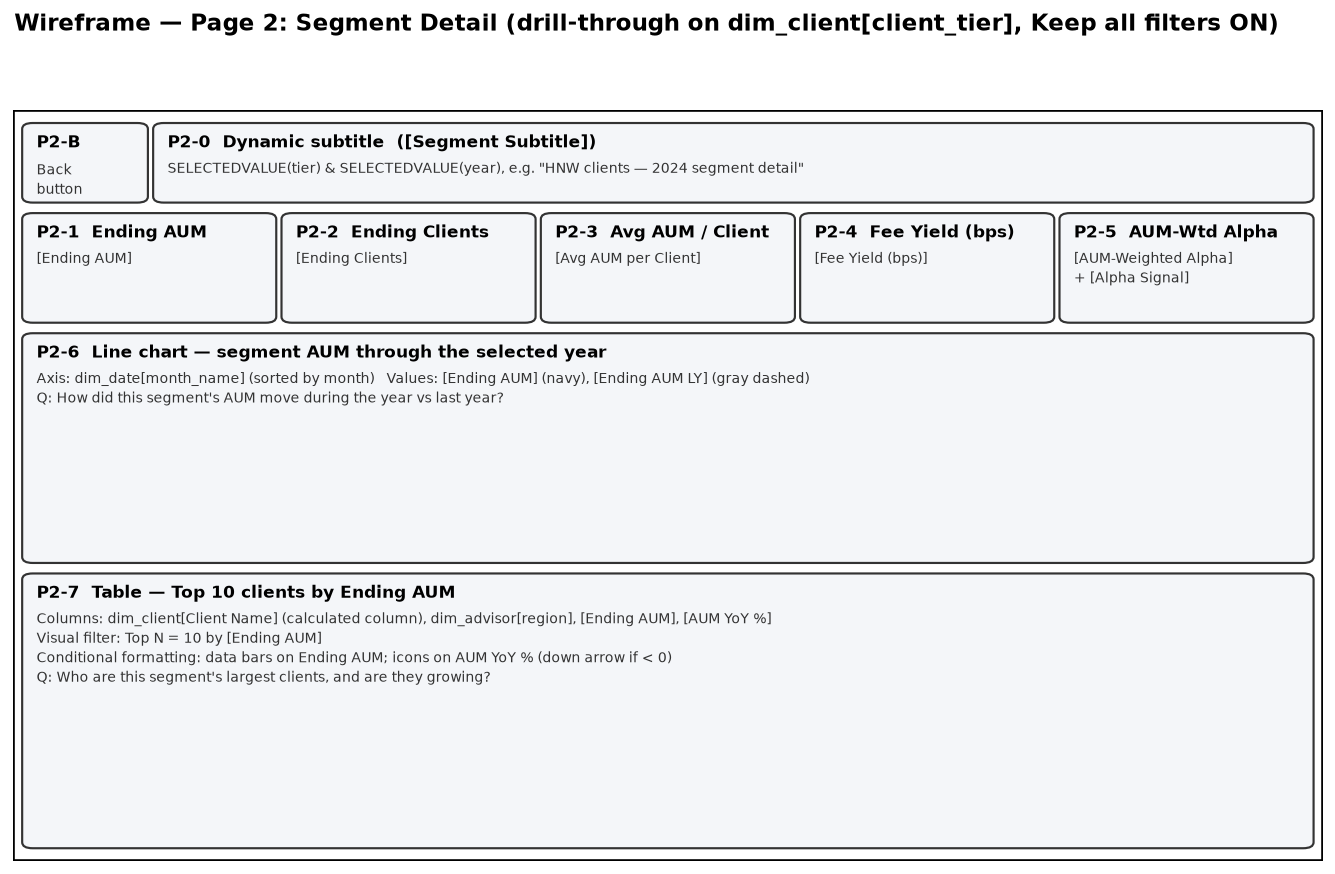 Wireframe — Page 2: Segment Detail (drill-through on dim_client[client_tier], Keep all filters ON)
P2-B
Back
button
P2-0  Dynamic subtitle  ([Segment Subtitle])
SELECTEDVALUE(tier) & SELECTEDVALUE(year), e.g. "HNW clients — 2024 segment detail"
P2-1  Ending AUM
[Ending AUM]
P2-2  Ending Clients
[Ending Clients]
P2-3  Avg AUM / Client
[Avg AUM per Client]
P2-4  Fee Yield (bps)
[Fee Yield (bps)]
P2-5  AUM-Wtd Alpha
[AUM-Weighted Alpha]
+ [Alpha Signal]
P2-6  Line chart — segment AUM through the selected year
Axis: dim_date[month_name] (sorted by month)   Values: [Ending AUM] (navy), [Ending AUM LY] (gray dashed)
Q: How did this segment's AUM move during the year vs last year?
P2-7  Table — Top 10 clients by Ending AUM
Columns: dim_client[Client Name] (calculated column), dim_advisor[region], [Ending AUM], [AUM YoY %]
Visual filter: Top N = 10 by [Ending AUM]
Conditional formatting: data bars on Ending AUM; icons on AUM YoY % (down arrow if < 0)
Q: Who are this segment's largest clients, and are they growing?